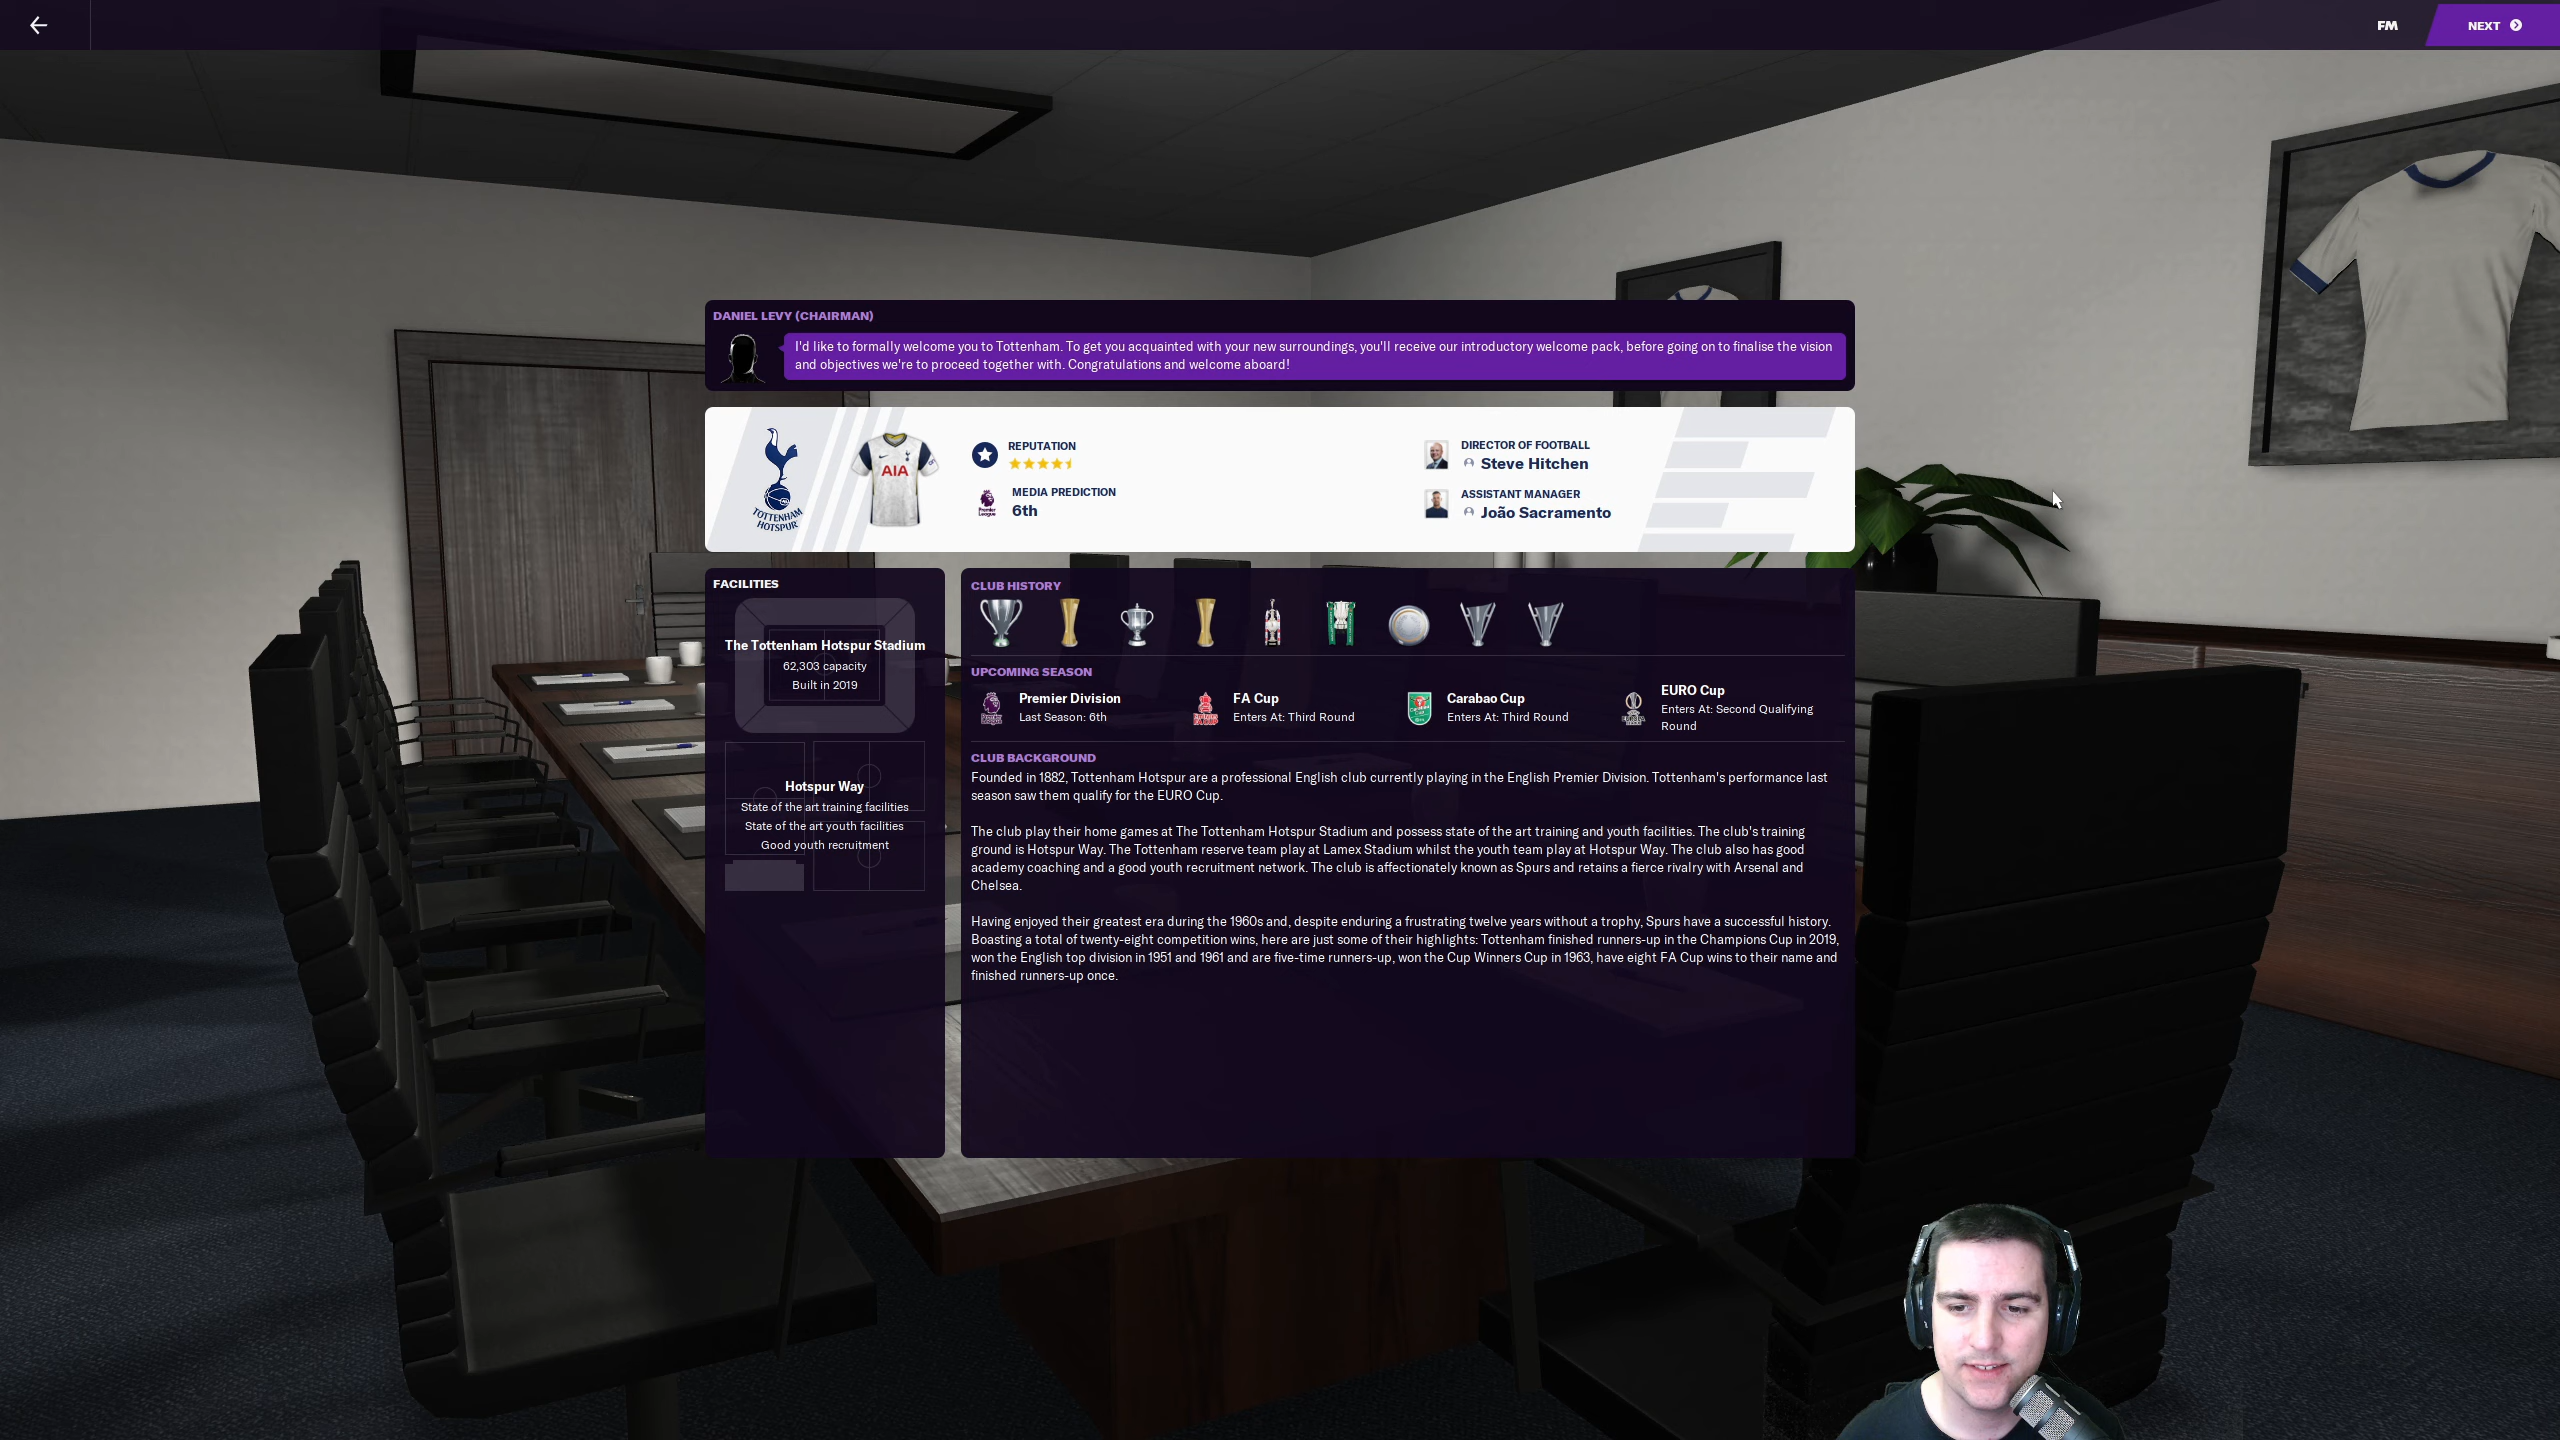 FM
NEXT
DANIEL LEVY (CHAIRMAN)
I'd like to formally welcome you to Tottenham. To get you acquainted with your new surroundings, you'll receive our introductory welcome pack, before going on to finalise the vision
and objectives we're to proceed together with. Congratulations and welcome aboard!
TOTTENHAM
HOTSPUR
AIA
REPUTATION
MEDIA PREDICTION
6th
Premier
League
DIRECTOR OF FOOTBALL
Steve Hitchen
ASSISTANT MANAGER
João Sacramento
FACILITIES
The Tottenham Hotspur Stadium
62,303 capacity
Built in 2019
Hotspur Way
State of the art training facilities
State of the art youth facilities
Good youth recruitment
CLUB HISTORY
UPCOMING SEASON
Premier Division
Last Season: 6th
FA Cup
Enters At: Third Round
Carabao Cup
Enters At: Third Round
EURO Cup
Enters At: Second Qualifying
Round
CLUB BACKGROUND
Founded in 1882, Tottenham Hotspur are a professional English club currently playing in the English Premier Division. Tottenham's performance last
season saw them qualify for the EURO Cup.
The club play their home games at The Tottenham Hotspur Stadium and possess state of the art training and youth facilities. The club's training
ground is Hotspur Way. The Tottenham reserve team play at Lamex Stadium whilst the youth team play at Hotspur Way. The club also has good
academy coaching and a good youth recruitment network. The club is affectionately known as Spurs and retains a fierce rivalry with Arsenal and
Chelsea.
Having enjoyed their greatest era during the 1960s and, despite enduring a frustrating twelve years without a trophy, Spurs have a successful history.
Boasting a total of twenty-eight competition wins, here are just some of their highlights: Tottenham finished runners-up in the Champions Cup in 2019,
won the English top division in 1951 and 1961 and are five-time runners-up, won the Cup Winners Cup in 1963, have eight FA Cup wins to their name and
finished runners-up once.